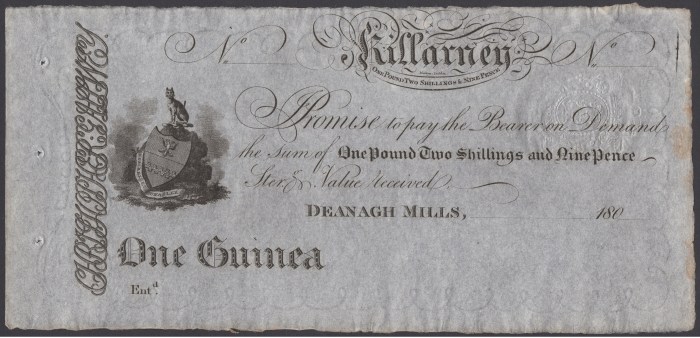 No Killarney No
ONE POUND TWO SHILLINGS & NINE PENCE
I Promise to pay the Bearer on Demand
the Sum of One Pound Two Shillings and Nine Pence
Ster.g Value received
DEANAGH MILLS, 180
One Guinea
Ent.d